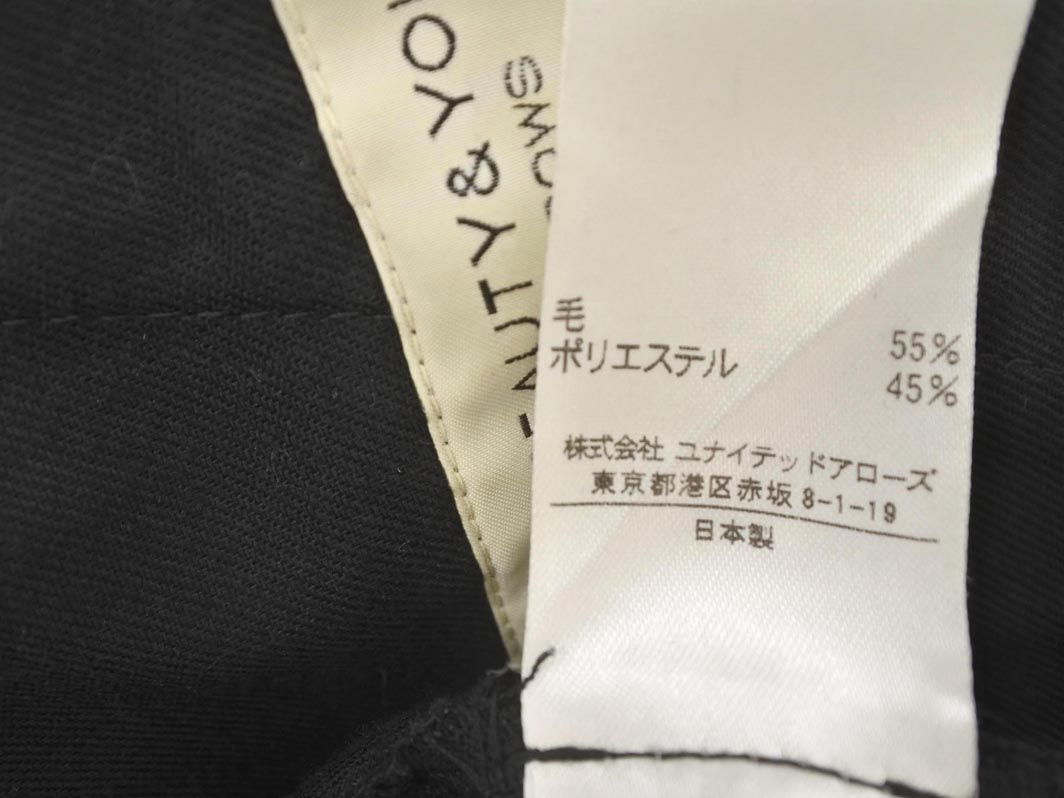 毛 55%
ポリエステル 45%
株式会社 ユナイテッドアローズ
東京都港区赤坂 8-1-19
日本製